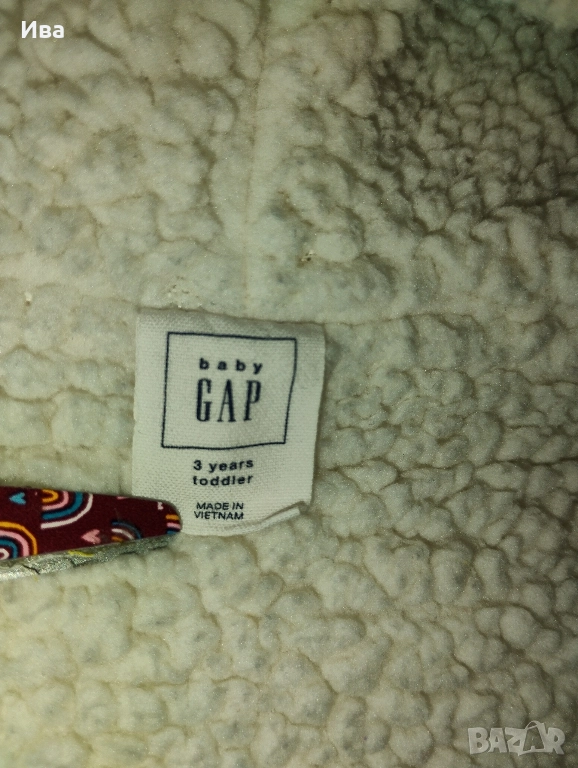 Ива
baby
GAP
3 years
toddler
MADE IN
VIETNAM
BAZAR